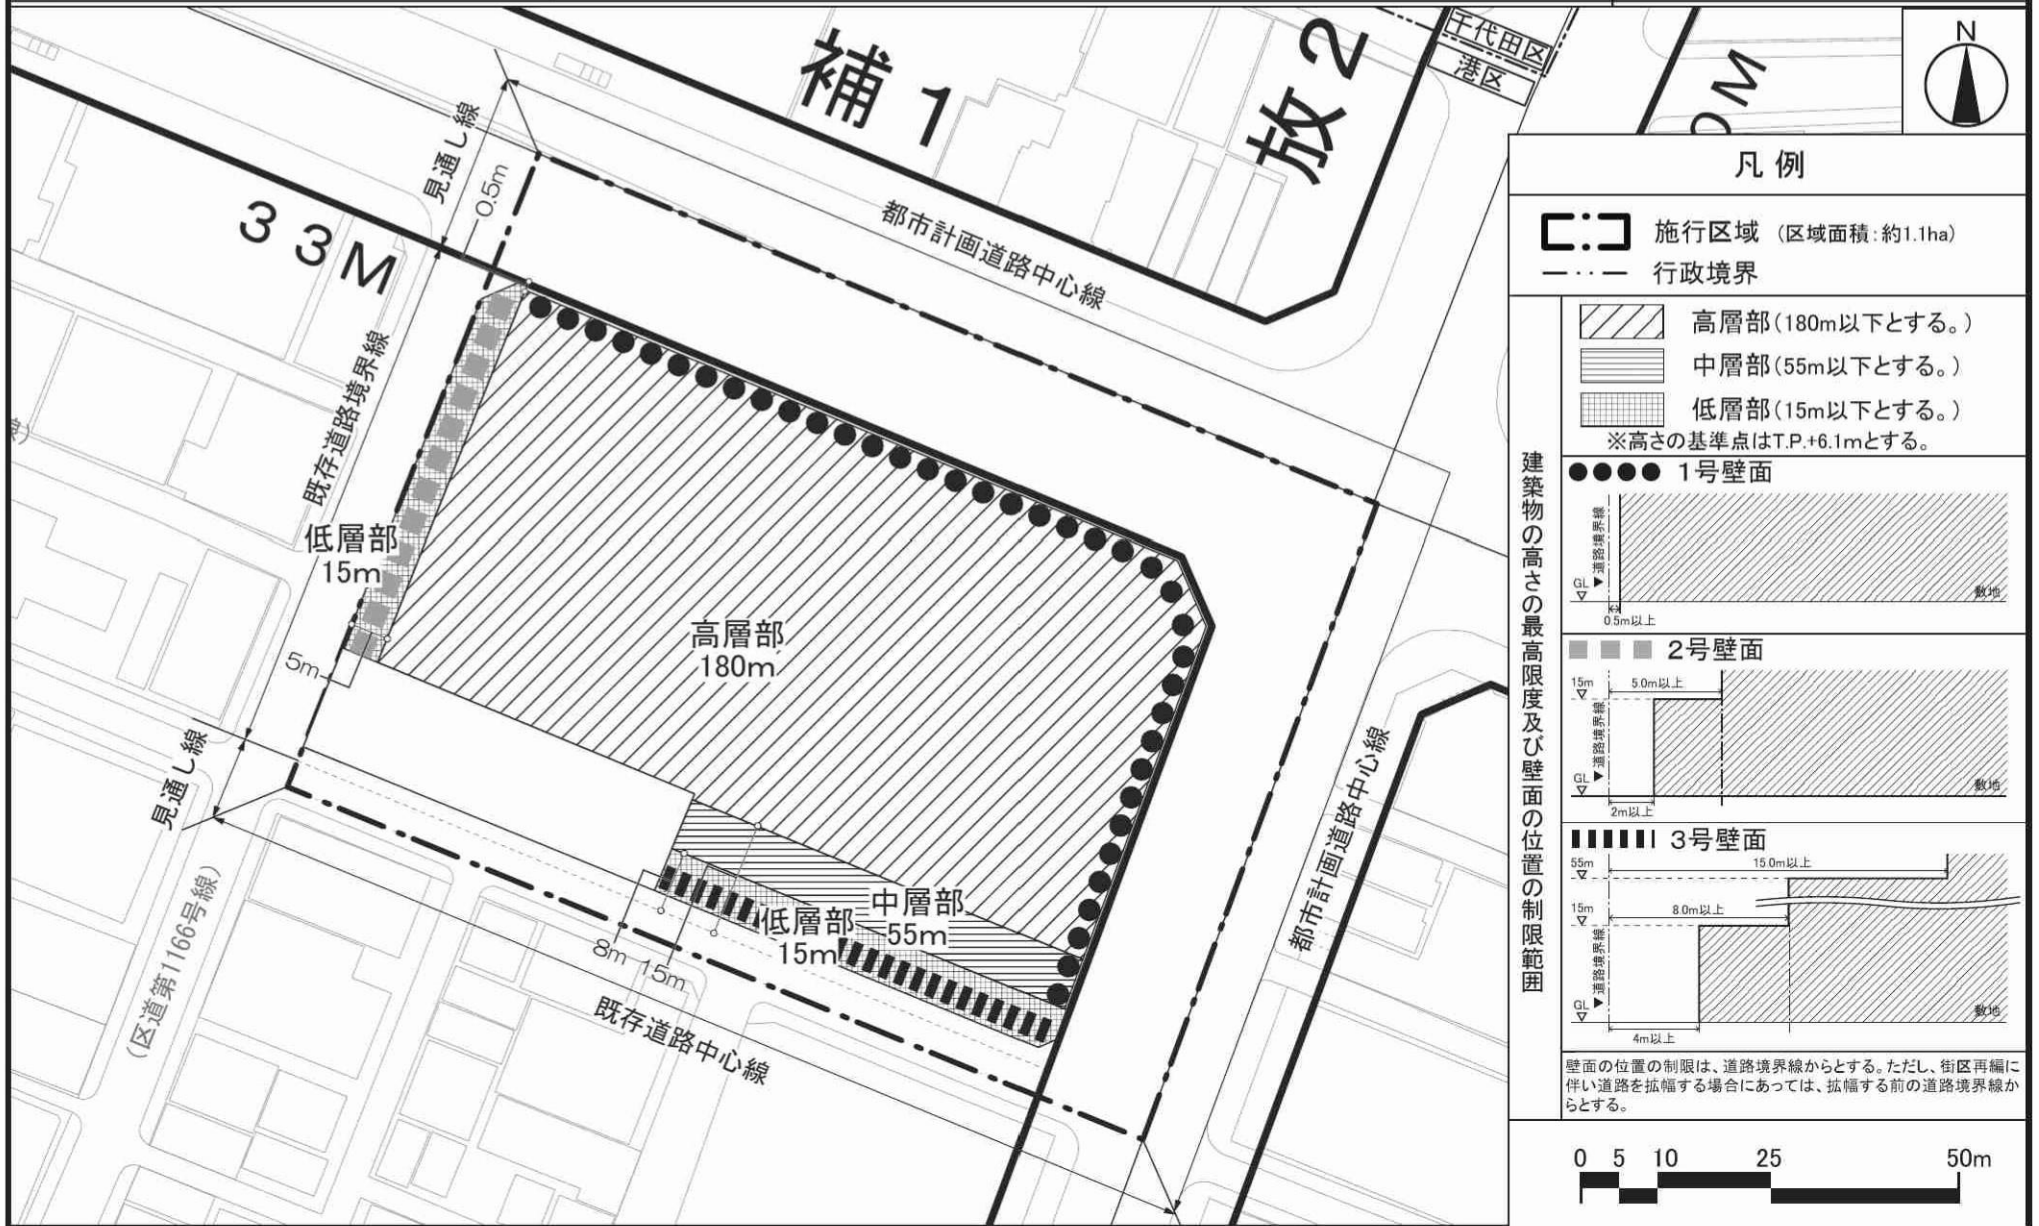 補1
放2
千代田区
港区
0M
N
33M
見通し線
0.5m
都市計画道路中心線
既存道路境界線
低層部
15m
高層部
180m
5m
見通し線
(区道第1166号線)
中層部
55m
低層部
15m
8m
15m
既存道路中心線
都市計画道路中心線
凡例
施行区域 (区域面積:約1.1ha)
行政境界
建築物の高さの最高限度及び壁面の位置の制限範囲
高層部(180m以下とする。)
中層部(55m以下とする。)
低層部(15m以下とする。)
※高さの基準点はT.P.+6.1mとする。
1号壁面
道路境界線
GL
敷地
0.5m以上
2号壁面
15m
5.0m以上
道路境界線
GL
敷地
2m以上
3号壁面
55m
15.0m以上
15m
8.0m以上
道路境界線
GL
敷地
4m以上
壁面の位置の制限は、道路境界線からとする。ただし、街区再編に
伴い道路を拡幅する場合にあっては、拡幅する前の道路境界線か
らとする。
0 5 10 25 50m